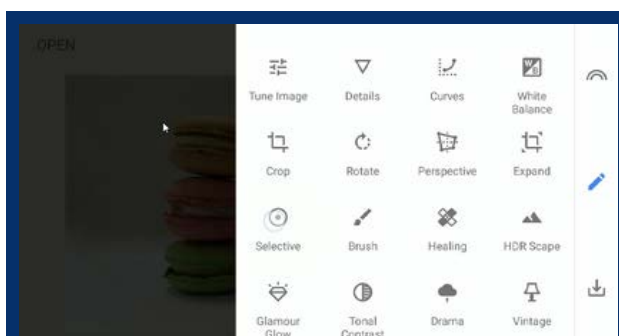 OPEN
Tune Image
Details
Curves
White
Balance
Crop
Rotate
Perspective
Expand
Selective
Brush
Healing
HDR Scape
Glamour
Glow
Tonal
Contrast
Drama
Vintage